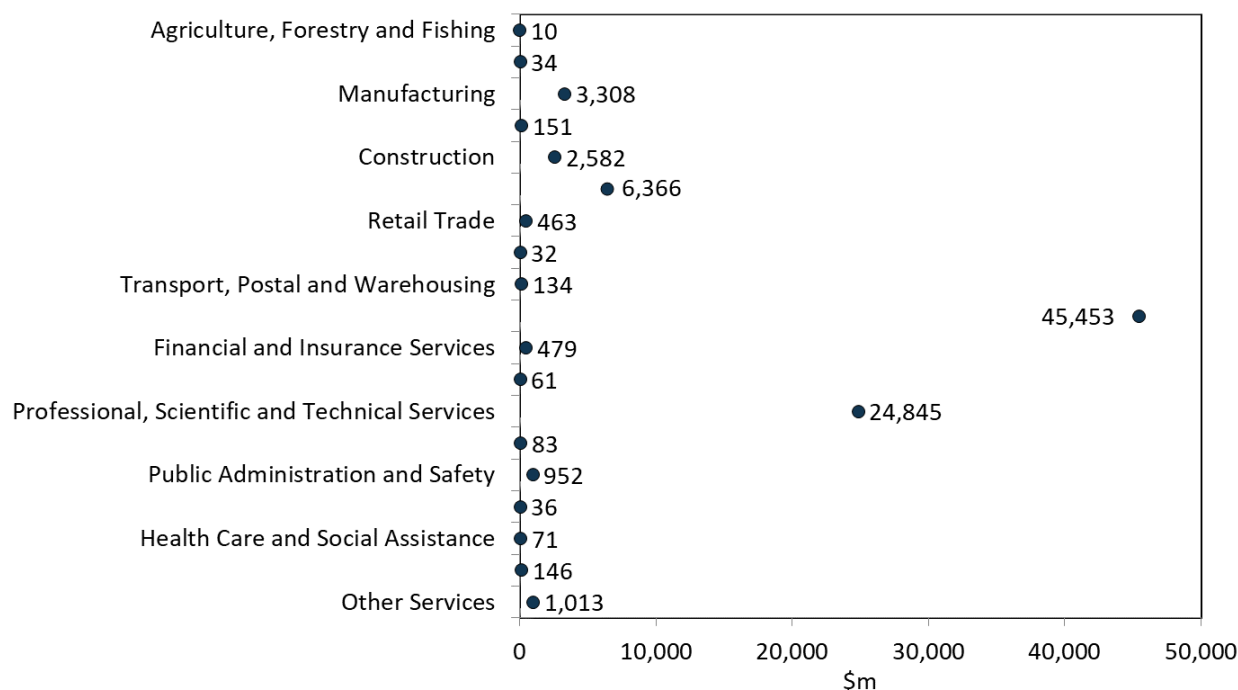 Agriculture, Forestry and Fishing 10
34
Manufacturing 3,308
151
Construction 2,582
6,366
Retail Trade 463
32
Transport, Postal and Warehousing 134
45,453
Financial and Insurance Services 479
61
Professional, Scientific and Technical Services 24,845
83
Public Administration and Safety 952
36
Health Care and Social Assistance 71
146
Other Services 1,013
0 10,000 20,000 30,000 40,000 50,000
$m